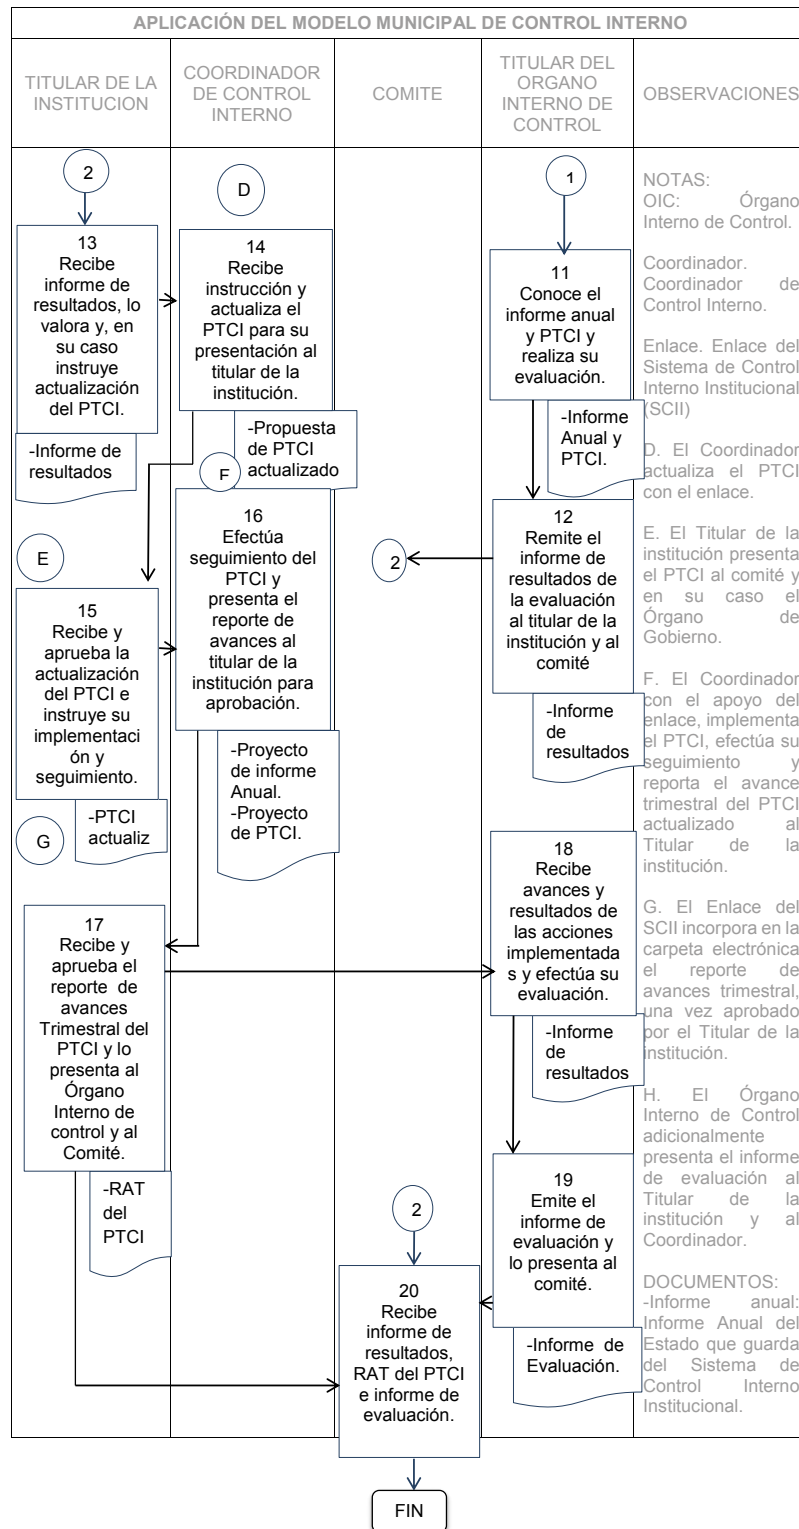 APLICACIÓN DEL MODELO MUNICIPAL DE CONTROL INTERNO
TITULAR DE LA
INSTITUCION
COORDINADOR
DE CONTROL
INTERNO
COMITE
TITULAR DEL
ORGANO
INTERNO DE
CONTROL
OBSERVACIONES
2
13
Recibe
informe de
resultados, lo
valora y, en
su caso
instruye
actualización
del PTCI.
-Informe de
resultados
E
15
Recibe y
aprueba la
actualización
del PTCI e
instruye su
implementaci
ón y
seguimiento.
-PTCI
actualiz
G
17
Recibe y
aprueba el
reporte de
avances
Trimestral del
PTCI y lo
presenta al
Órgano
Interno de
control y al
Comité.
-RAT
del
PTCI
D
14
Recibe
instrucción y
actualiza el
PTCI para su
presentación al
titular de la
institución.
-Propuesta
de PTCI
actualizado
F
16
Efectúa
seguimiento del
PTCI y
presenta el
reporte de
avances al
titular de la
institución para
aprobación.
-Proyecto
de informe
Anual.
-Proyecto
de PTCI.
2
2
20
Recibe
informe de
resultados,
RAT del PTCI
e informe de
evaluación.
FIN
1
11
Conoce el
informe anual
y PTCI y
realiza su
evaluación.
-Informe
Anual y
PTCI.
12
Remite el
informe de
resultados de
la evaluación
al titular de la
institución y al
comité
-Informe
de
resultados
18
Recibe
avances y
resultados de
las acciones
implementada
s y efectúa su
evaluación.
-Informe
de
resultados
19
Emite el
informe de
evaluación y
lo presenta al
comité.
-Informe de
Evaluación.
NOTAS:
OIC: Órgano
Interno de Control.
Coordinador.
Coordinador de
Control Interno.
Enlace. Enlace del
Sistema de Control
Interno Institucional
(SCII)
D. El Coordinador
actualiza el PTCI
con el enlace.
E. El Titular de la
institución presenta
el PTCI al comité y
en su caso el
Órgano de
Gobierno.
F. El Coordinador
con el apoyo del
enlace, implementa
el PTCI, efectúa su
seguimiento y
reporta el avance
trimestral del PTCI
actualizado al
Titular de la
institución.
G. El Enlace del
SCII incorpora en la
carpeta electrónica
el reporte de
avances trimestral,
una vez aprobado
por el Titular de la
institución.
H. El Órgano
Interno de Control
adicionalmente
presenta el informe
de evaluación al
Titular de la
institución y al
Coordinador.
DOCUMENTOS:
-Informe anual:
Informe Anual del
Estado que guarda
del Sistema de
Control Interno
Institucional.